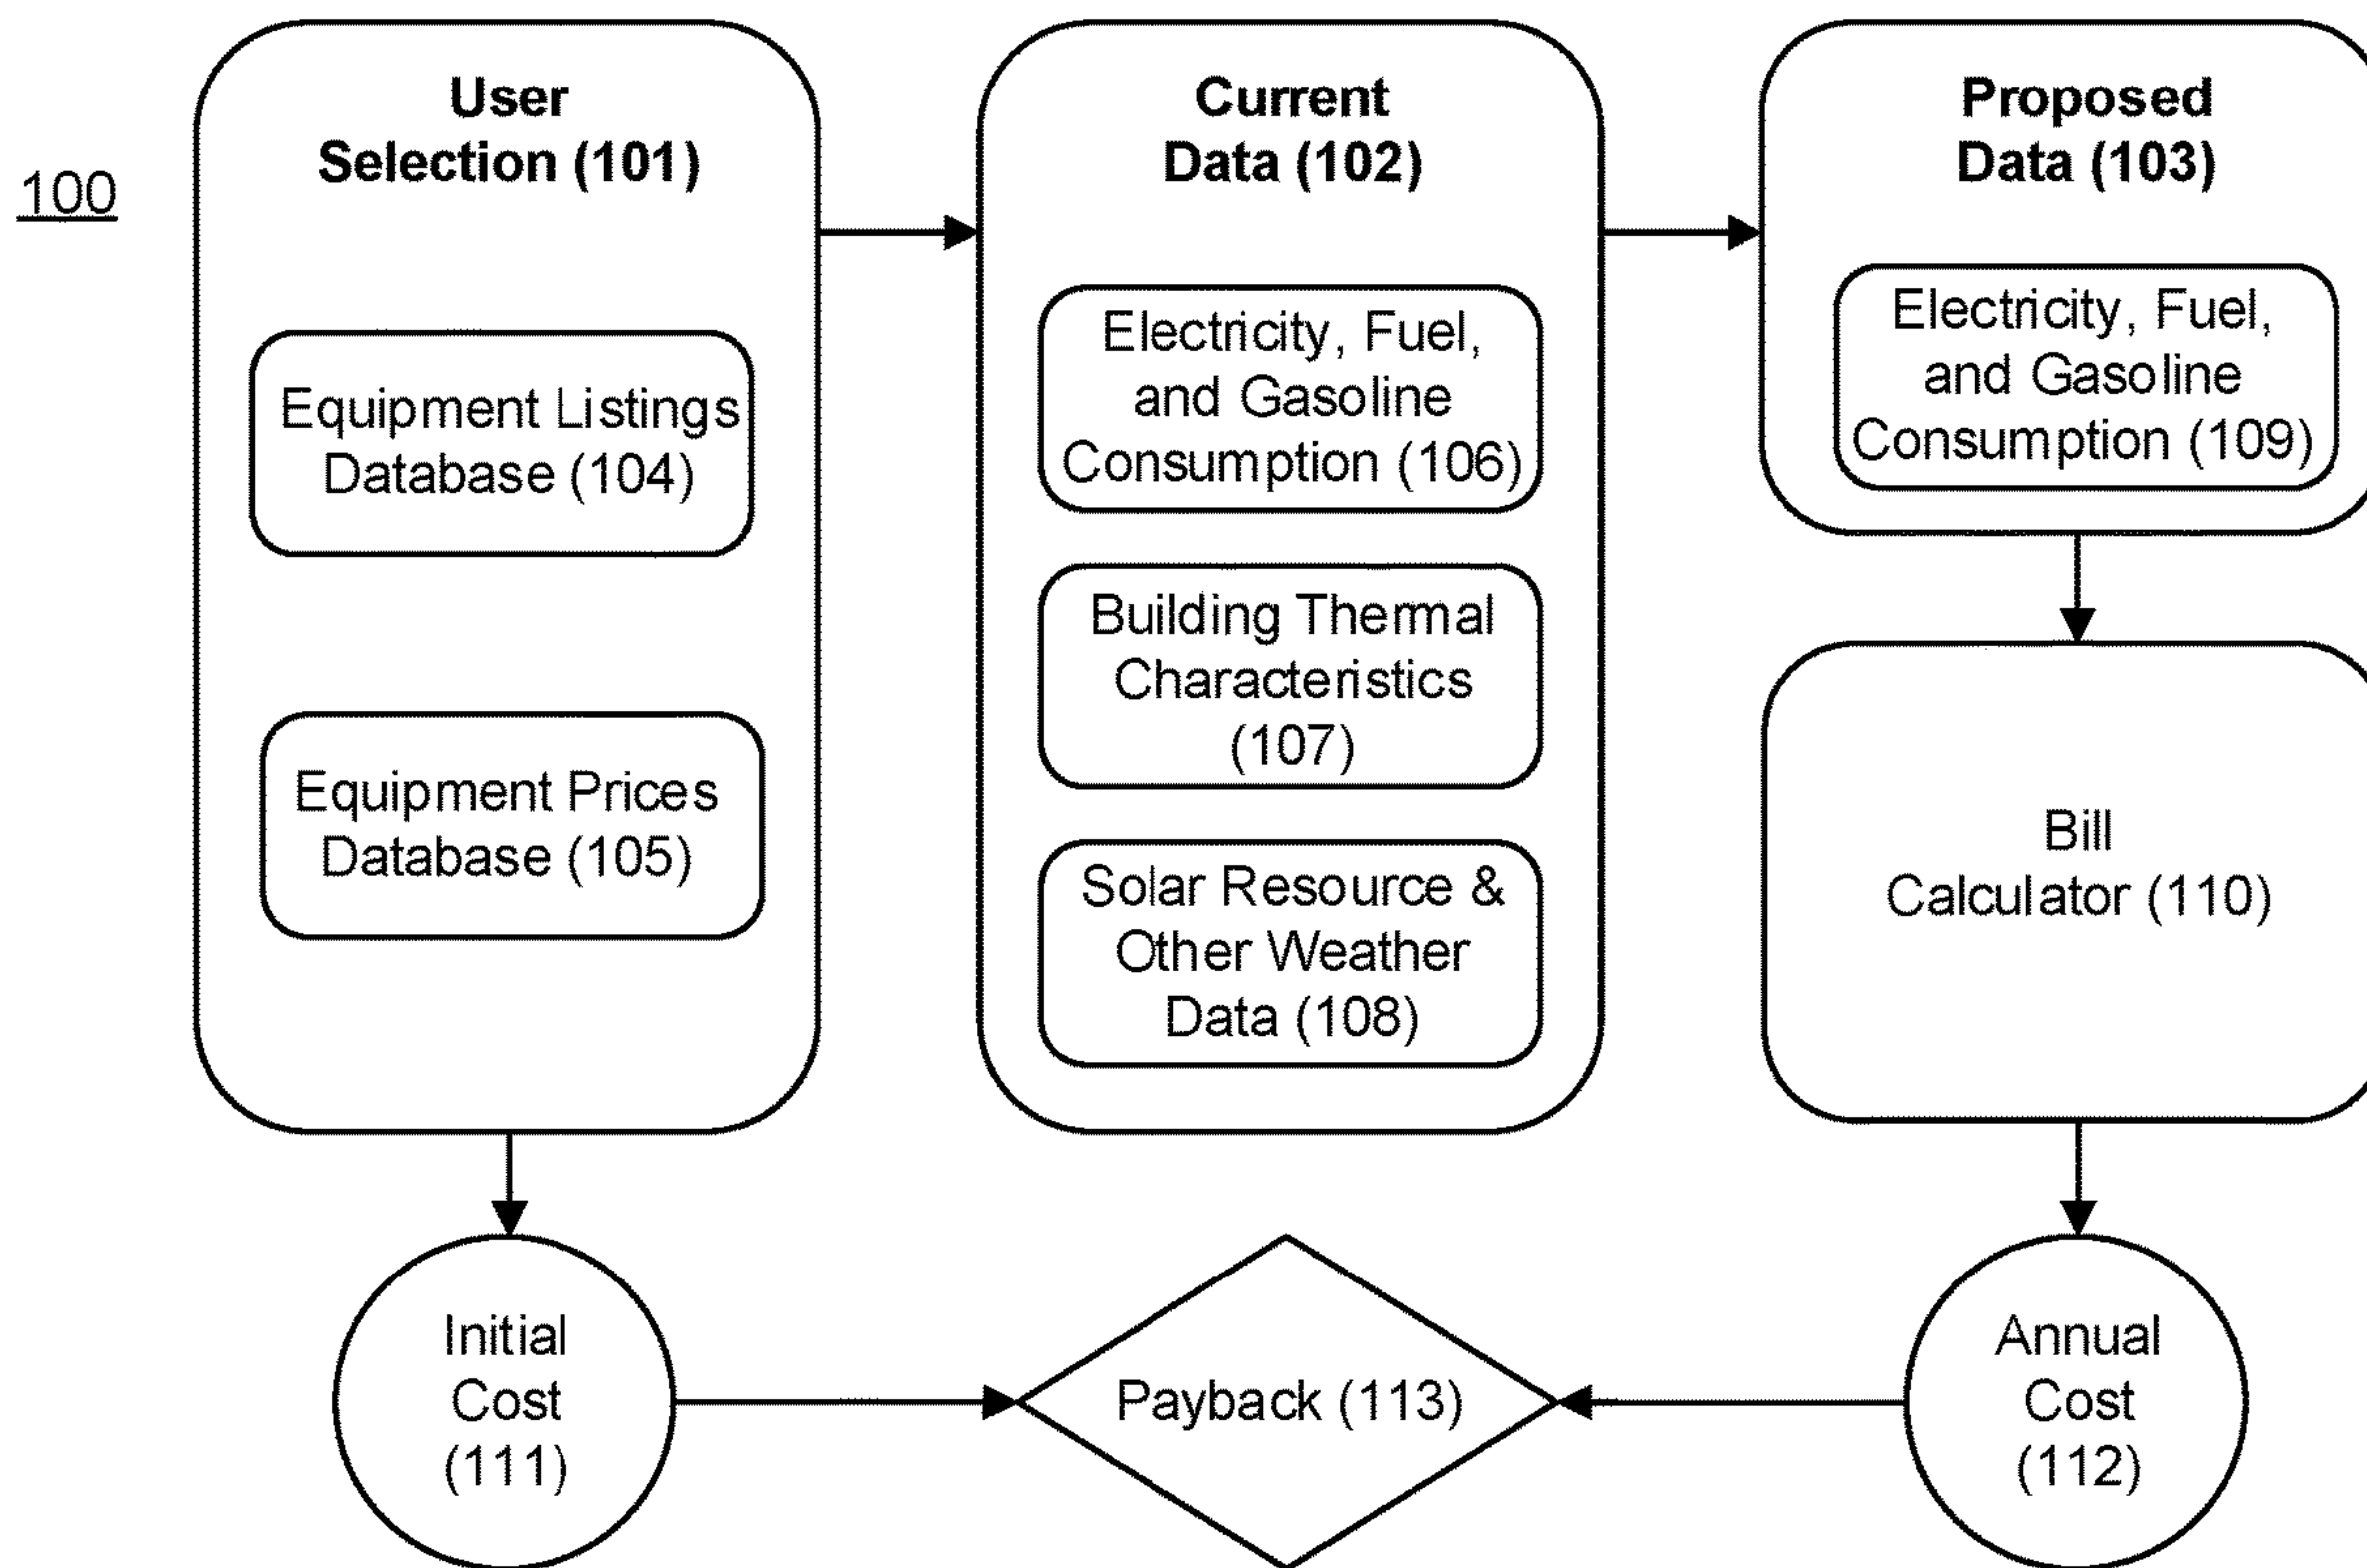 100
User
Selection (101)
Equipment Listings
Database (104)
Equipment Prices
Database (105)
Current
Data (102)
Electricity, Fuel,
and Gasoline
Consumption (106)
Building Thermal
Characteristics
(107)
Solar Resource &
Other Weather
Data (108)
Proposed
Data (103)
Electricity, Fuel,
and Gasoline
Consumption (109)
Bill
Calculator (110)
Initial
Cost
(111)
Payback (113)
Annual
Cost
(112)